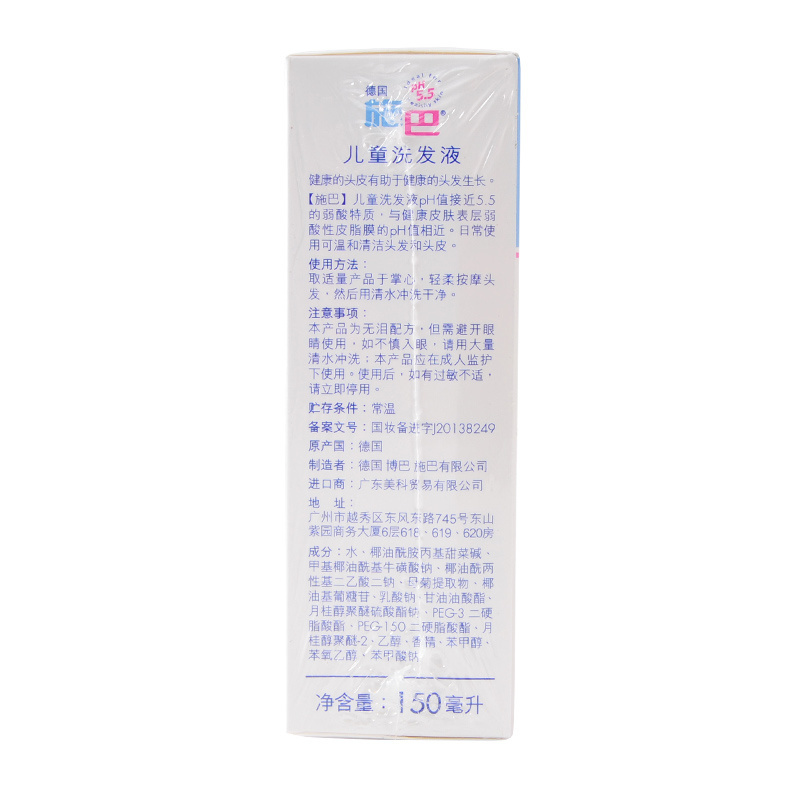 德国
pH
5.5
施巴®
儿童洗发液
健康的头皮有助于健康的头发生长。
【施巴】儿童洗发液pH值接近5.5
的弱酸特质，与健康皮肤表层弱
酸性皮脂膜的pH值相近。日常使
用可温和清洁头发和头皮。
使用方法：
取适量产品于掌心，轻柔按摩头
发，然后用清水冲洗干净。
注意事项：
本产品为无泪配方，但需避开眼
睛使用，如不慎入眼，请用大量
清水冲洗；本产品应在成人监护
下使用。使用后，如有过敏不适，
请立即停用。
贮存条件：常温
备案文号：国妆备进字J20138249
原产国：德国
制造者：德国 博巴 施巴有限公司
进口商：广东美科贸易有限公司
地 址：
广州市越秀区东风东路745号东山
紫园商务大厦6层618、619、620房
成分：水、椰油酰胺丙基甜菜碱、
甲基椰油酰基牛磺酸钠、椰油酰两
性基二乙酸二钠、母菊提取物、椰
油基葡糖苷、乳酸钠、甘油油酸酯、
月桂醇聚醚硫酸酯钠、PEG-3 二硬
脂酸酯、PEG-150 二硬脂酸酯、月
桂醇聚醚-2、乙醇、香精、苯甲醇、
苯氧乙醇、苯甲酸钠
净含量：150毫升